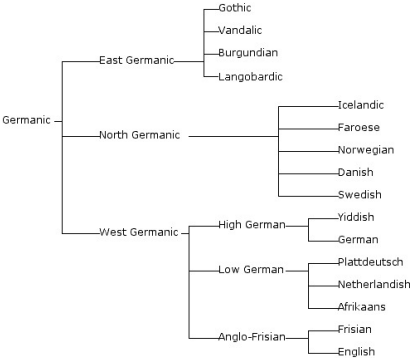 Gothic
Vandalic
Burgundian
East Germanic
Langobardic
Icelandic
Faroese
Germanic
North Germanic
Norwegian
Danish
Swedish
Yiddish
High German
West Germanic
German
Plattdeutsch
Low German
Netherlandish
Afrikaans
Frisian
Anglo-Frisian
English